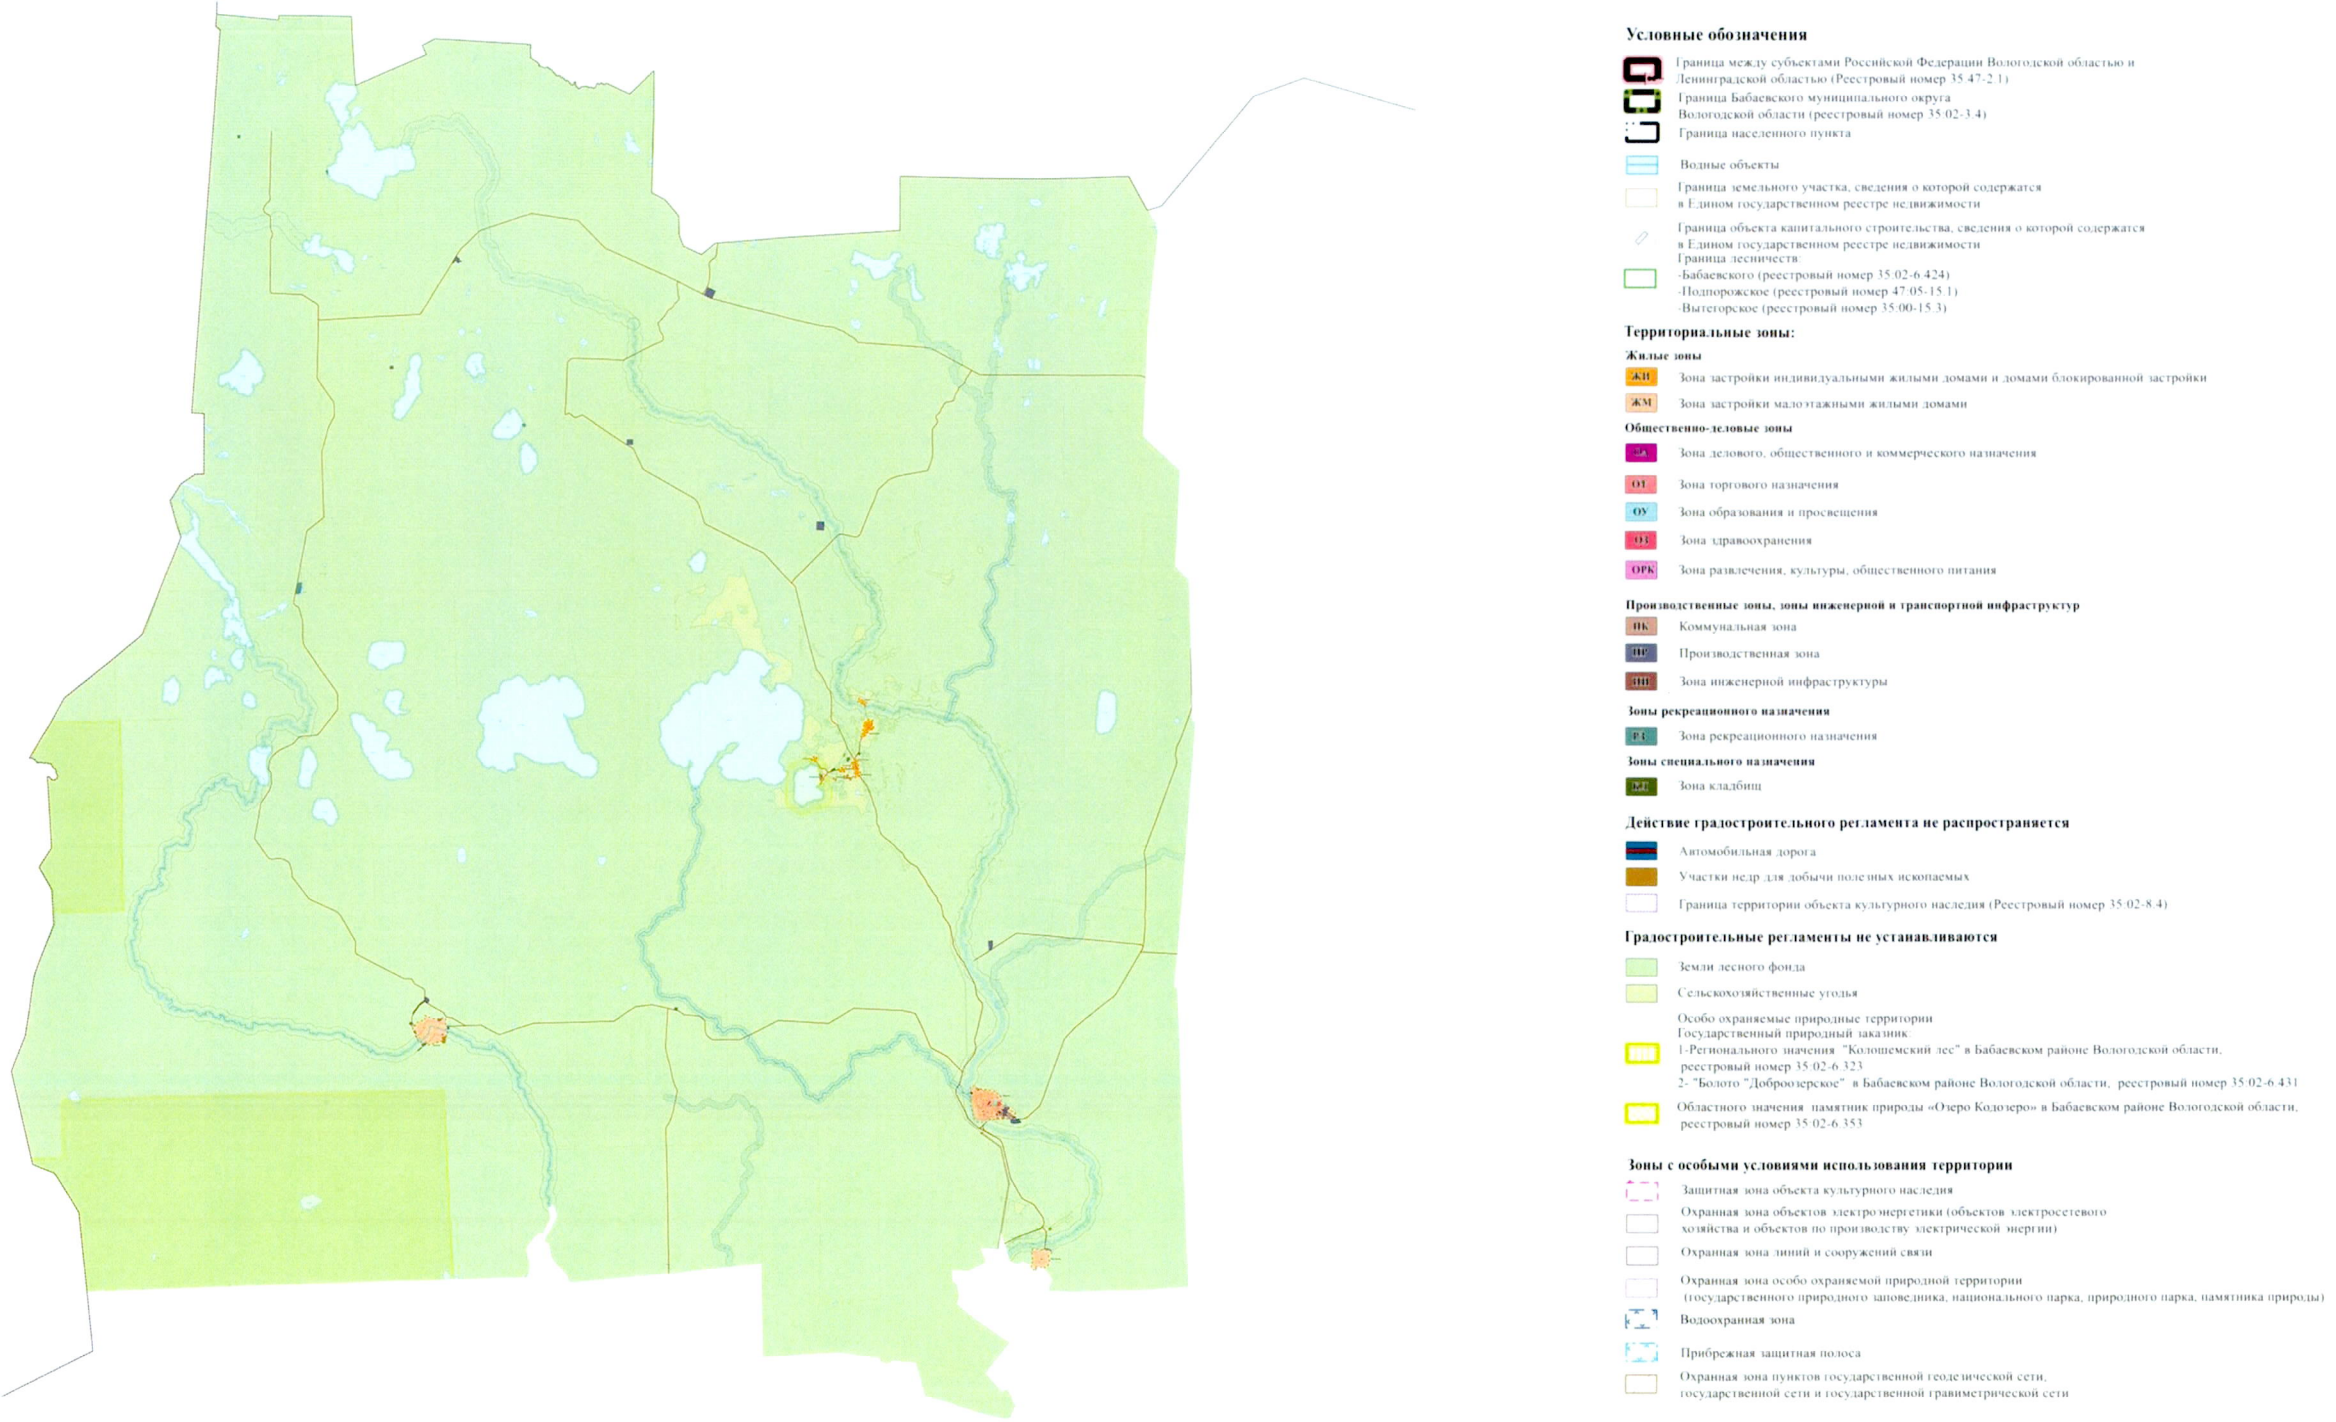 Условные обозначения
Граница между субъектами Российской Федерации Вологодской областью и
Ленинградской областью (Реестровый номер 35:47-2.1)
Граница Бабаевского муниципального округа
Вологодской области (реестровый номер 35:02-3.4)
Граница населенного пункта
Водные объекты
Граница земельного участка, сведения о которой содержатся
в Едином государственном реестре недвижимости
Граница объекта капитального строительства, сведения о которой содержатся
в Едином государственном реестре недвижимости
Граница лесничеств:
-Бабаевского (реестровый номер 35:02-6.424)
-Подпорожское (реестровый номер 47:05-15.1)
-Вытегорское (реестровый номер 35:00-15.3)
Территориальные зоны:
Жилые зоны
ЖИ Зона застройки индивидуальными жилыми домами и домами блокированной застройки
ЖМ Зона застройки малоэтажными жилыми домами
Общественно-деловые зоны
Зона делового, общественного и коммерческого назначения
ОТ Зона торгового назначения
ОУ Зона образования и просвещения
ОЗ Зона здравоохранения
ОРК Зона развлечения, культуры, общественного питания
Производственные зоны, зоны инженерной и транспортной инфраструктур
ПК Коммунальная зона
ПР Производственная зона
ПИ Зона инженерной инфраструктуры
Зоны рекреационного назначения
РЗ Зона рекреационного назначения
Зоны специального назначения
КЛ Зона кладбищ
Действие градостроительного регламента не распространяется
Автомобильная дорога
Участки недр для добычи полезных ископаемых
Граница территории объекта культурного наследия (Реестровый номер 35:02-8.4)
Градостроительные регламенты не устанавливаются
Земли лесного фонда
Сельскохозяйственные угодья
Особо охраняемые природные территории
Государственный природный заказник:
1-Регионального значения "Колошемский лес" в Бабаевском районе Вологодской области,
реестровый номер 35:02-6.323
2- "Болото "Доброозерское" в Бабаевском районе Вологодской области, реестровый номер 35:02-6.431
Областного значения памятник природы «Озеро Кодозеро» в Бабаевском районе Вологодской области,
реестровый номер 35:02-6.353
Зоны с особыми условиями использования территории
Защитная зона объекта культурного наследия
Охранная зона объектов электроэнергетики (объектов электросетевого
хозяйства и объектов по производству электрической энергии)
Охранная зона линий и сооружений связи
Охранная зона особо охраняемой природной территории
(государственного природного заповедника, национального парка, природного парка, памятника природы)
Водоохранная зона
Прибрежная защитная полоса
Охранная зона пунктов государственной геодезической сети,
государственной сети и государственной гравиметрической сети